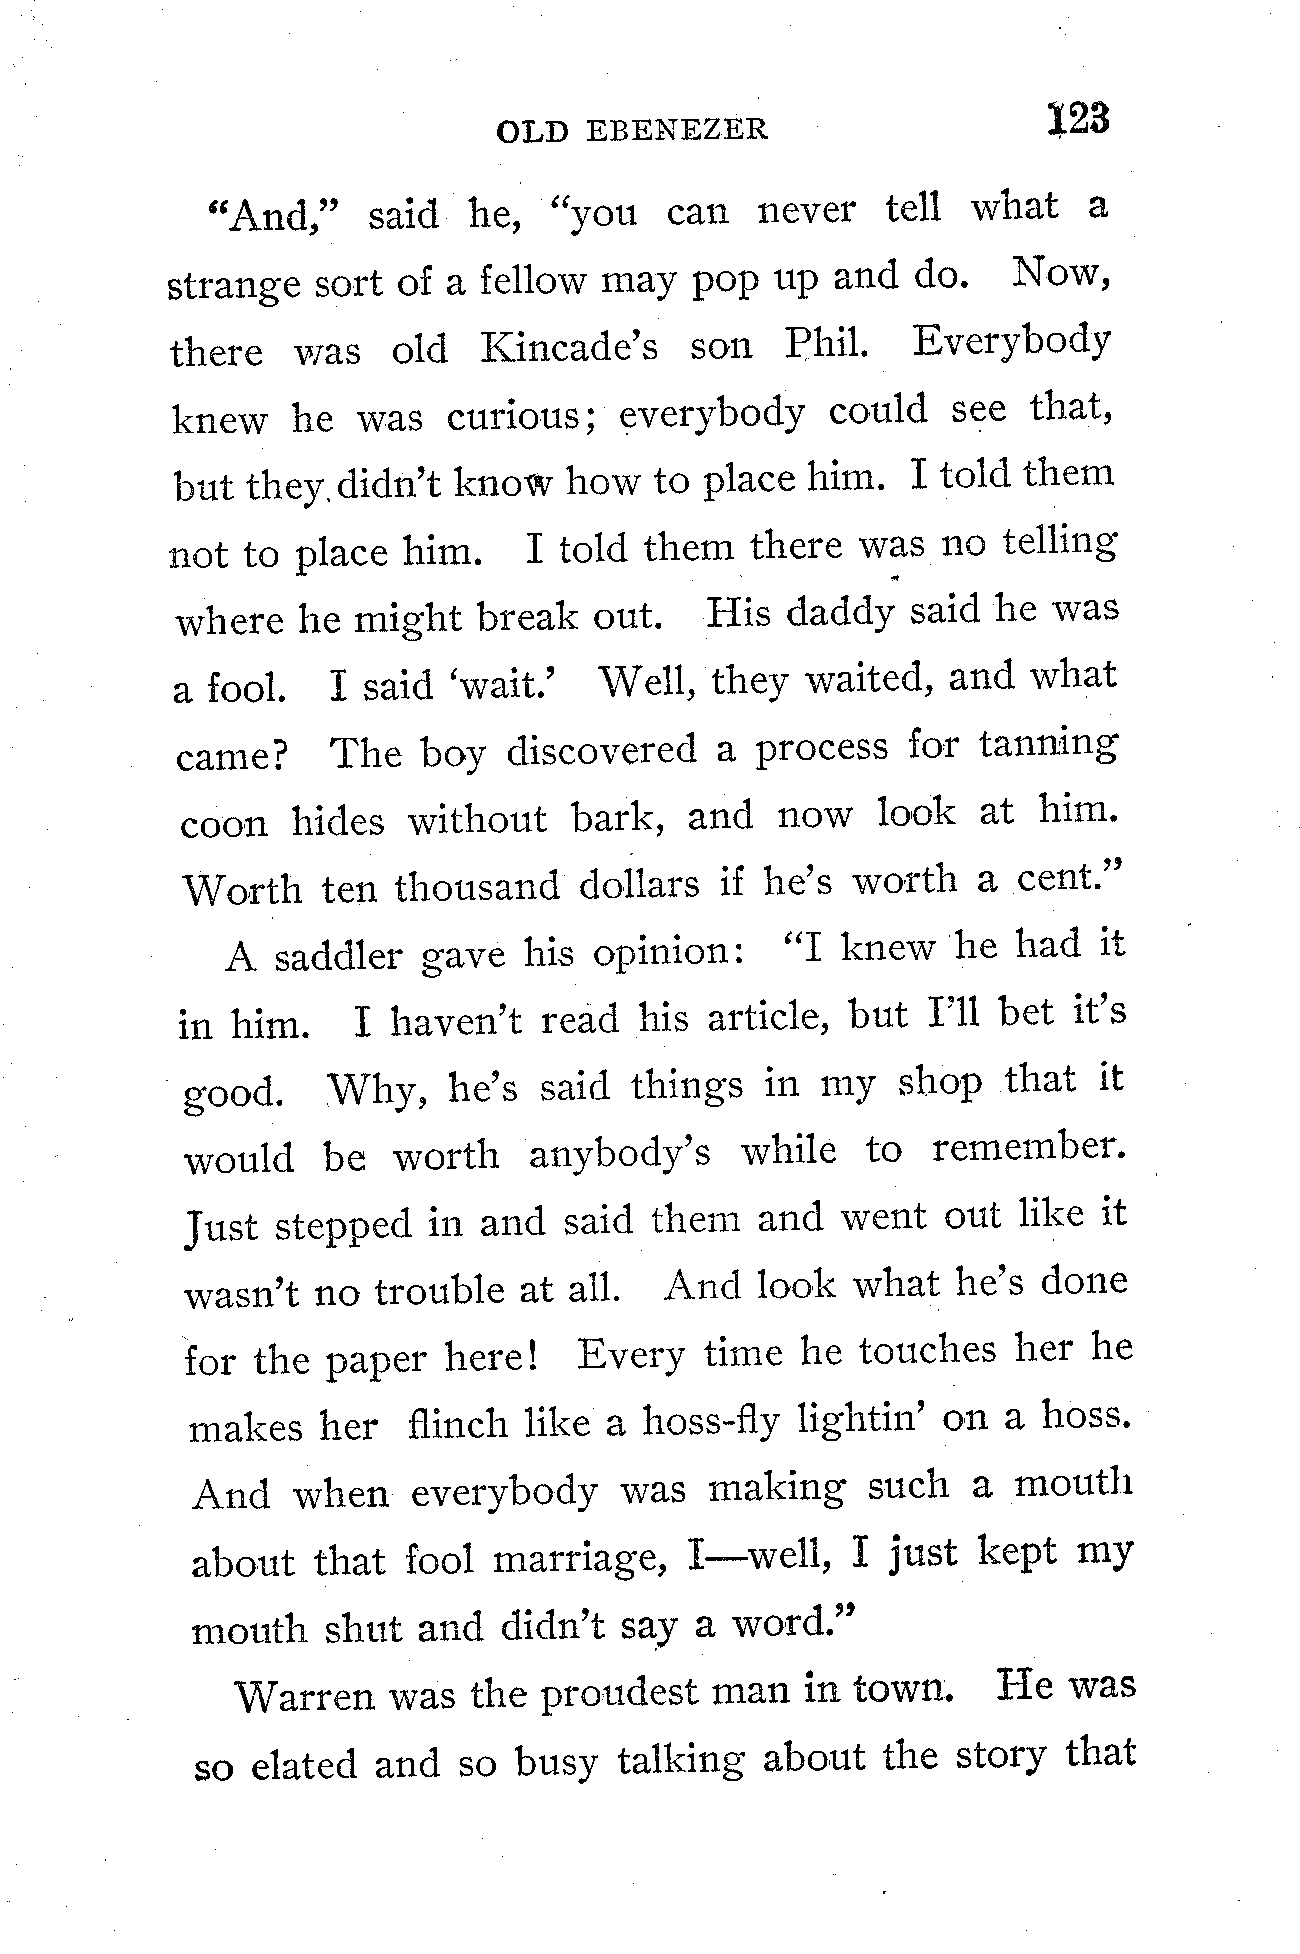 OLD EBENEZER 123
“And,” said he, “you can never tell what a
strange sort of a fellow may pop up and do. Now,
there was old Kincade’s son Phil. Everybody
knew he was curious; everybody could see that,
but they didn’t know how to place him. I told them
not to place him. I told them there was no telling
where he might break out. His daddy said he was
a fool. I said ‘wait.’ Well, they waited, and what
came? The boy discovered a process for tanning
coon hides without bark, and now look at him.
Worth ten thousand dollars if he’s worth a cent.”
A saddler gave his opinion: “I knew he had it
in him. I haven’t read his article, but I’ll bet it’s
good. Why, he’s said things in my shop that it
would be worth anybody’s while to remember.
Just stepped in and said them and went out like it
wasn’t no trouble at all. And look what he’s done
for the paper here! Every time he touches her he
makes her flinch like a hoss-fly lightin’ on a hoss.
And when everybody was making such a mouth
about that fool marriage, I—well, I just kept my
mouth shut and didn’t say a word.”
Warren was the proudest man in town. He was
so elated and so busy talking about the story that